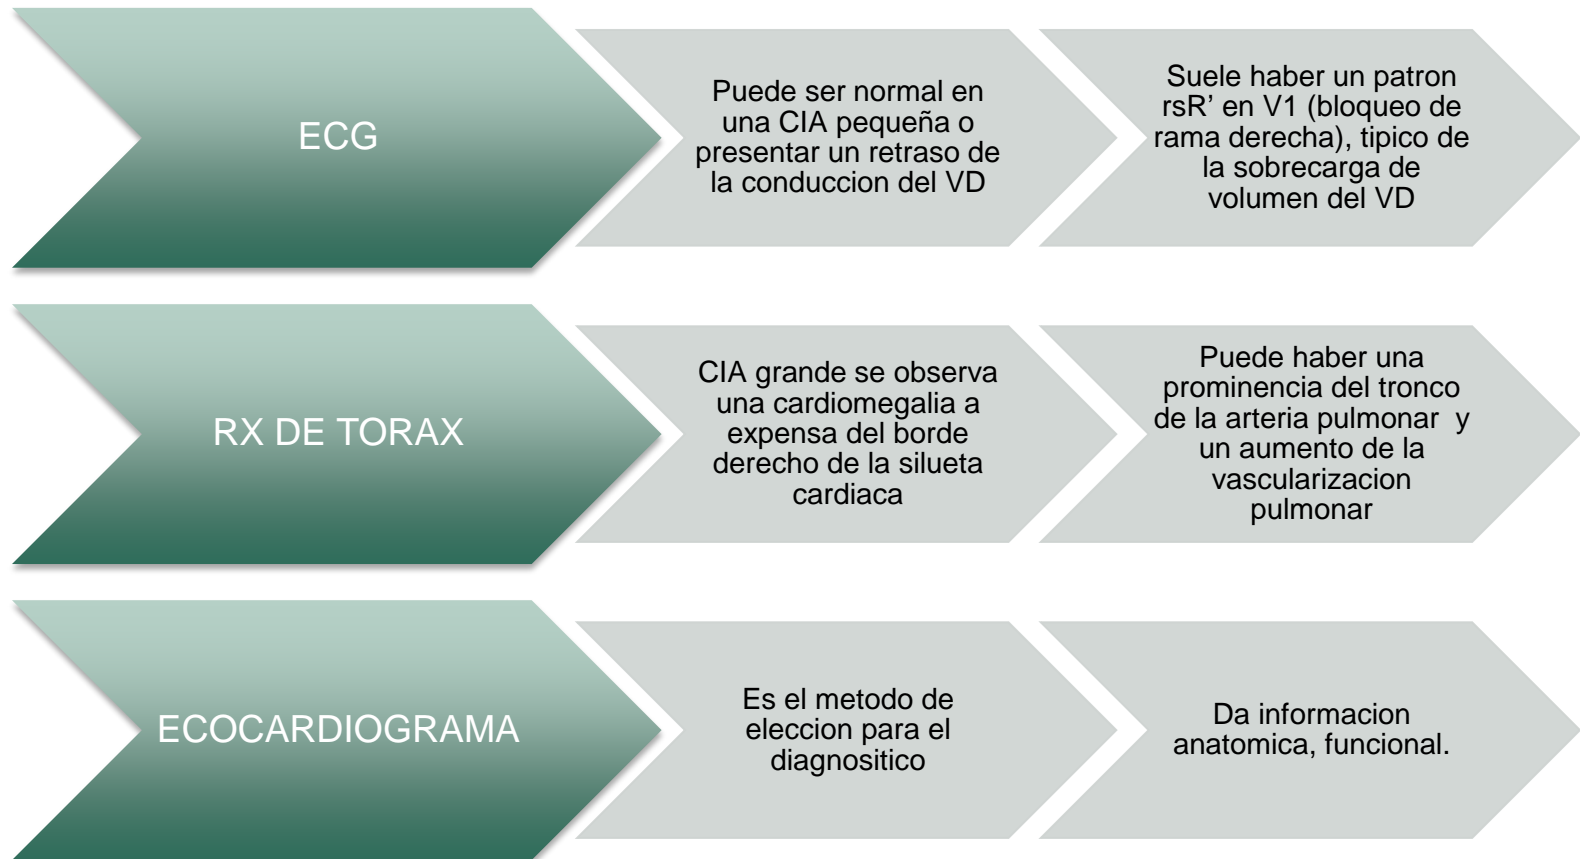 ECG
Puede ser normal en
una CIA pequeña o
presentar un retraso de
la conduccion del VD
Suele haber un patron
rsR’ en V1 (bloqueo de
rama derecha), tipico de
la sobrecarga de
volumen del VD
RX DE TORAX
CIA grande se observa
una cardiomegalia a
expensa del borde
derecho de la silueta
cardiaca
Puede haber una
prominencia del tronco
de la arteria pulmonar y
un aumento de la
vascularizacion
pulmonar
ECOCARDIOGRAMA
Es el metodo de
eleccion para el
diagnositico
Da informacion
anatomica, funcional.